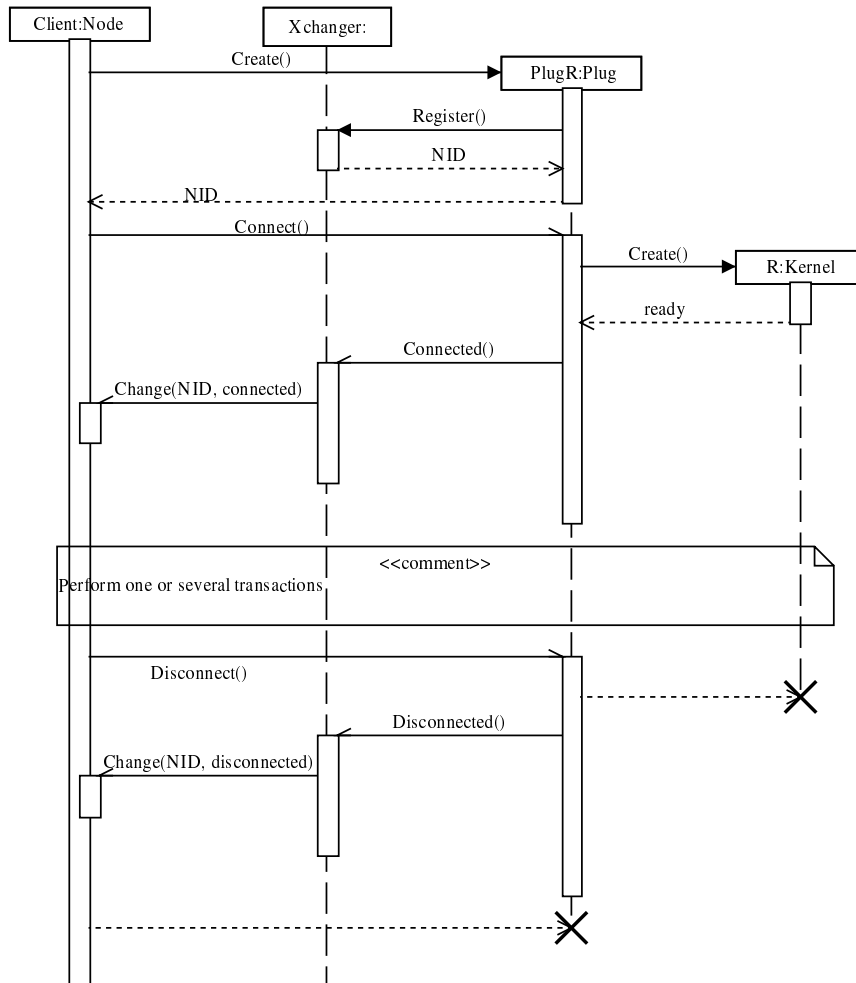 Client:Node
Xchanger:
Create()
PlugR:Plug
Register()
NID
NID
Connect()
Create()
R:Kernel
ready
Connected()
Change(NID, connected)
<<comment>>
Perform one or several transactions
Disconnect()
Disconnected()
Change(NID, disconnected)